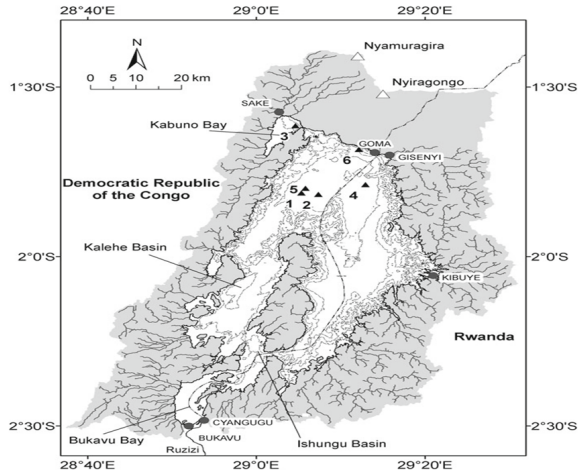 28°40'E 29°0'E 29°20'E
N
Nyamuragira
0 5 10 20 km
Nyiragongo
1°30'S 1°30'S
SAKE
Kabuno Bay
3
GOMA
6
GISENYI
Democratic Republic
of the Congo
5
4
1 2
Kalehe Basin
2°0'S 2°0'S
KIBUYE
Rwanda
CYANGUGU
2°30'S 2°30'S
Bukavu Bay
BUKAVU
Ishungu Basin
Ruzizi
28°40'E 29°0'E 29°20'E